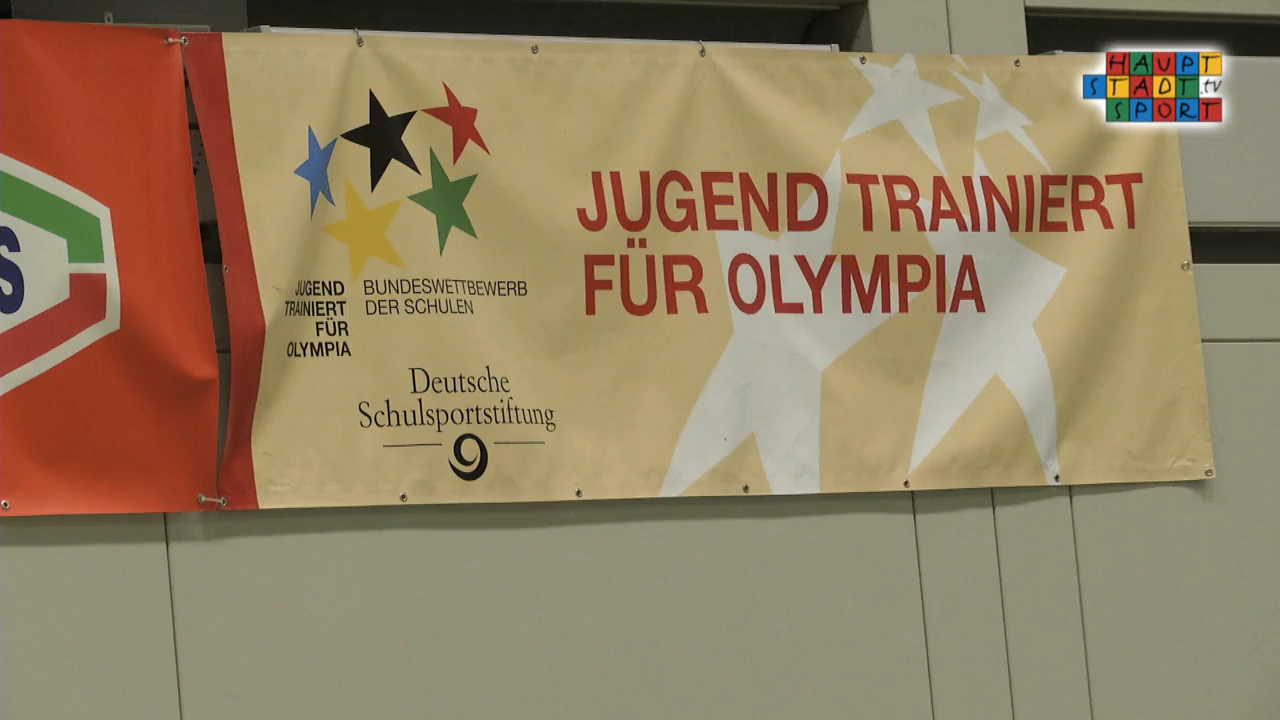 HAUPT
STADT.tv
SPORT
S
JUGEND TRAINIERT
FÜR OLYMPIA
JUGEND
TRAINIERT
FÜR
OLYMPIA
BUNDESWETTBEWERB
DER SCHULEN
Deutsche
Schulsportstiftung